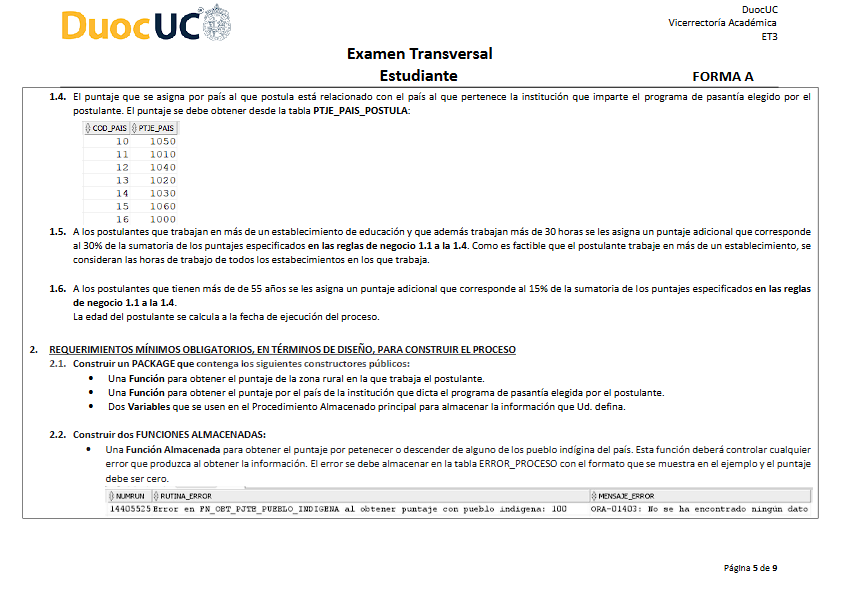 DuocUC
DuocUC
Vicerrectoría Académica
ET3
Examen Transversal
Estudiante
FORMA A
1.4. El puntaje que se asigna por país al que postula está relacionado con el país al que pertenece la institución que imparte el programa de pasantía elegido por el
postulante. El puntaje se debe obtener desde la tabla PTJE_PAIS_POSTULA:
COD_PAIS PTJE_PAIS
10 1050
11 1010
12 1040
13 1020
14 1030
15 1060
16 1000
1.5. A los postulantes que trabajan en más de un establecimiento de educación y que además trabajan más de 30 horas se les asigna un puntaje adicional que corresponde
al 30% de la sumatoria de los puntajes especificados en las reglas de negocio 1.1 a la 1.4. Como es factible que el postulante trabaje en más de un establecimiento, se
consideran las horas de trabajo de todos los estabecimientos en los que trabaja.
1.6. A los postulantes que tienen más de de 55 años se les asigna un puntaje adicional que corresponde al 15% de la sumatoria de los puntajes especificados en las reglas
de negocio 1.1 a la 1.4.
La edad del postulante se calcula a la fecha de ejecución del proceso.
2. REQUERIMIENTOS MÍNIMOS OBLIGATORIOS, EN TÉRMINOS DE DISEÑO, PARA CONSTRUIR EL PROCESO
2.1. Construir un PACKAGE que contenga los siguientes constructores públicos:
• Una Función para obtener el puntaje de la zona rural en la que trabaja el postulante.
• Una Función para obtener el puntaje por el país de la institución que dicta el programa de pasantía elegida por el postulante.
• Dos Variables que se usen en el Procedimiento Almacenado principal para almacenar la información que Ud. defina.
2.2. Construir dos FUNCIONES ALMACENADAS:
• Una Función Almacenada para obtener el puntaje por petenecer o descender de alguno de los pueblo indígina del país. Esta función deberá controlar cualquier
error que produzca al obtener la información. El error se debe almacenar en la tabla ERROR_PROCESO con el formato que se muestra en el ejemplo y el puntaje
debe ser cero.
NUMRUN RUTINA_ERROR MENSAJE_ERROR
14405525 Error en FN_OBT_PJTE_PUEBLO_INDIGENA al obtener puntaje con pueblo indígena: 100 ORA-01403: No se ha encontrado ningún dato
Página 5 de 9